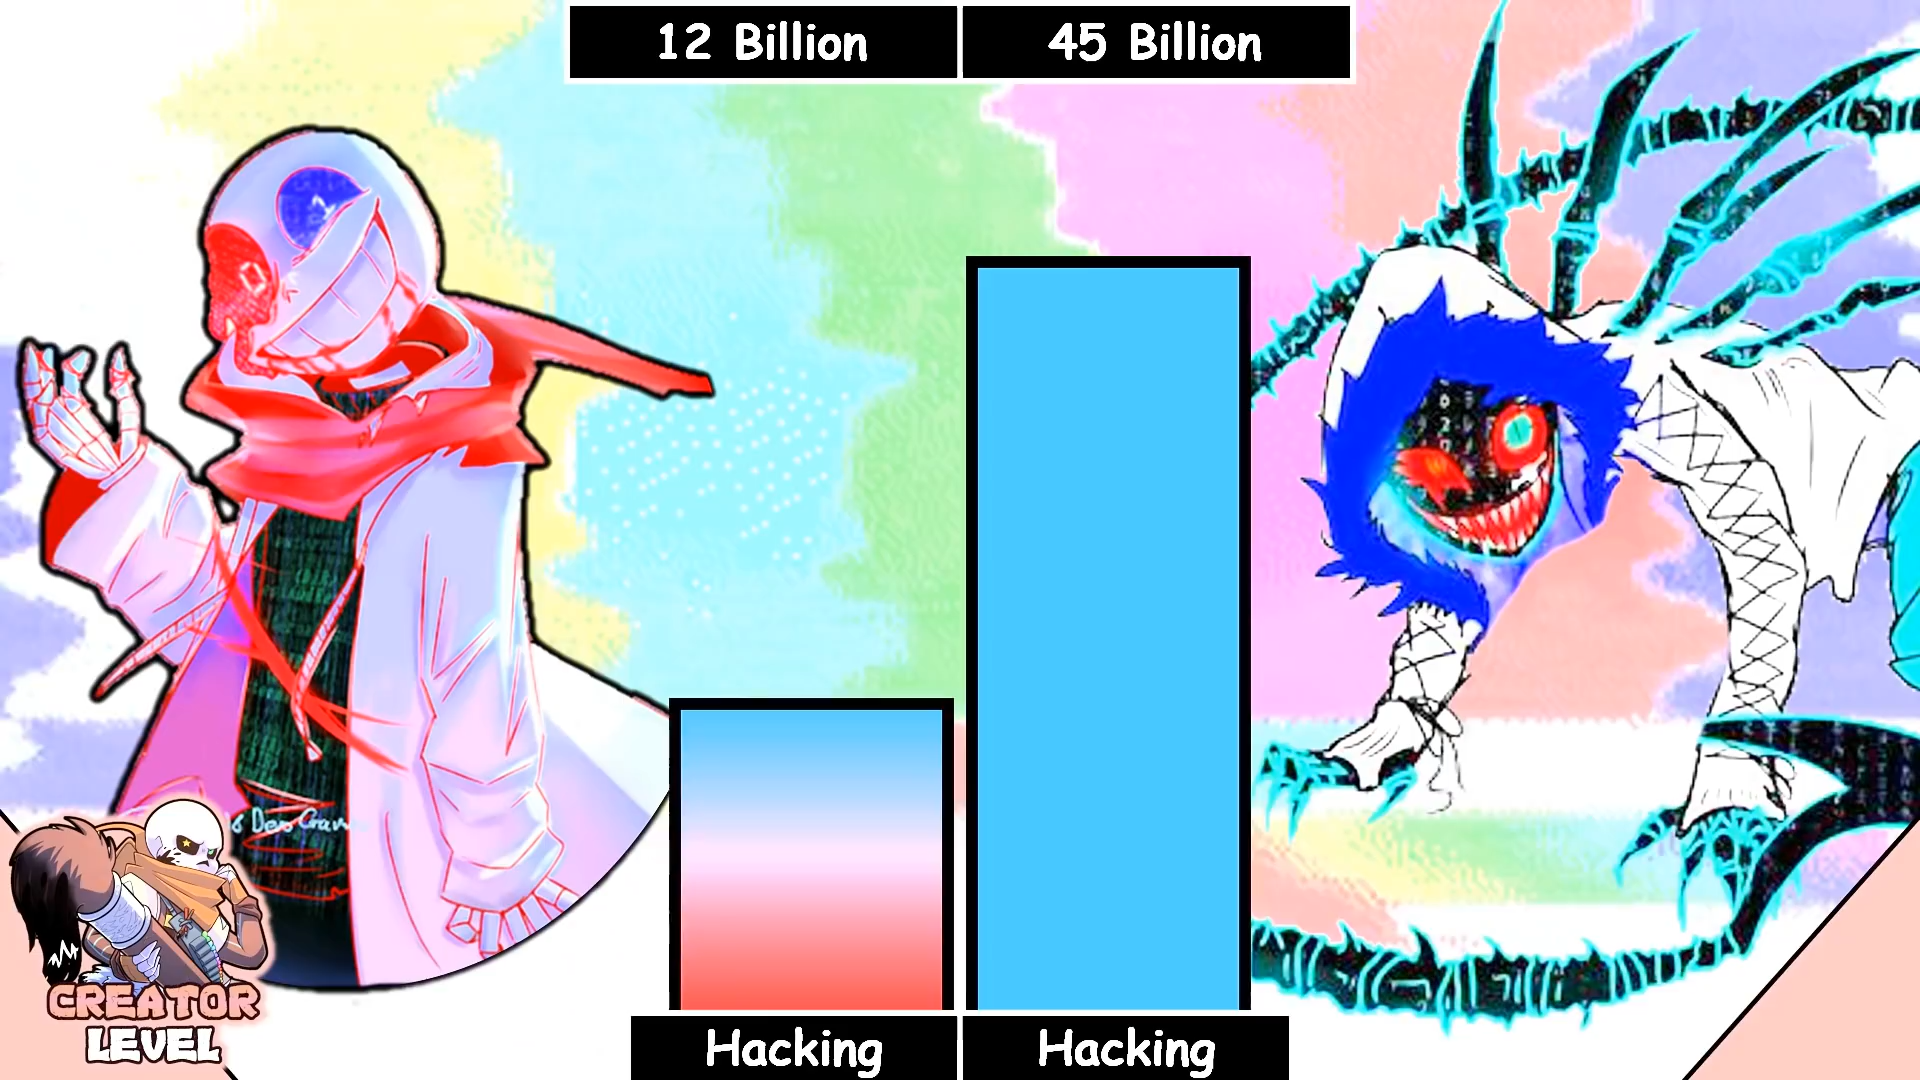 12 Billion
45 Billion
Hacking
Hacking
CREATOR
LEVEL